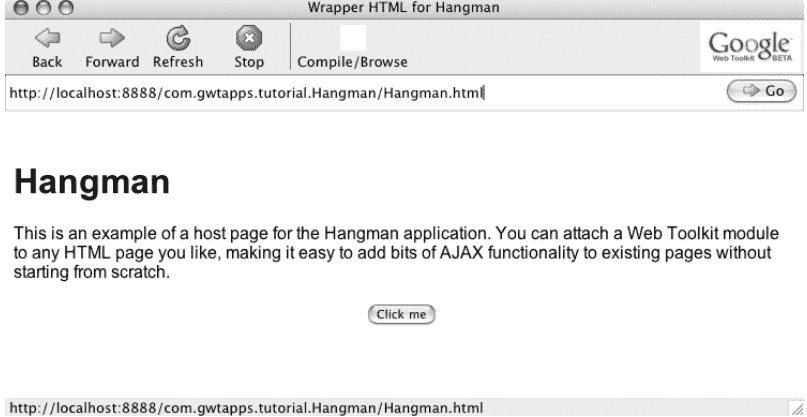 Wrapper HTML for Hangman
Back Forward Refresh Stop Compile/Browse
Google
Web Toolkit BETA
http://localhost:8888/com.gwtapps.tutorial.Hangman/Hangman.html
Go
Hangman
This is an example of a host page for the Hangman application. You can attach a Web Toolkit module
to any HTML page you like, making it easy to add bits of AJAX functionality to existing pages without
starting from scratch.
Click me
http://localhost:8888/com.gwtapps.tutorial.Hangman/Hangman.html